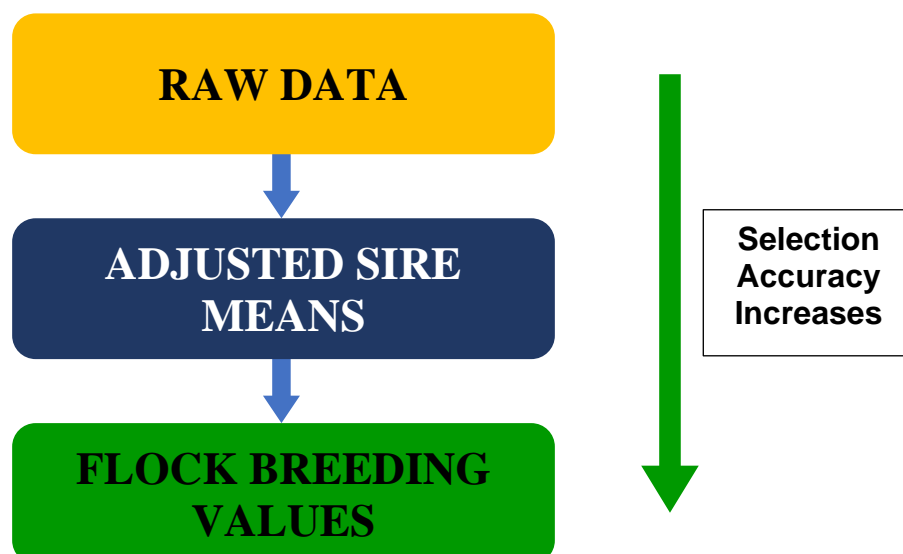 RAW DATA
ADJUSTED SIRE
MEANS
Selection
Accuracy
Increases
FLOCK BREEDING
VALUES